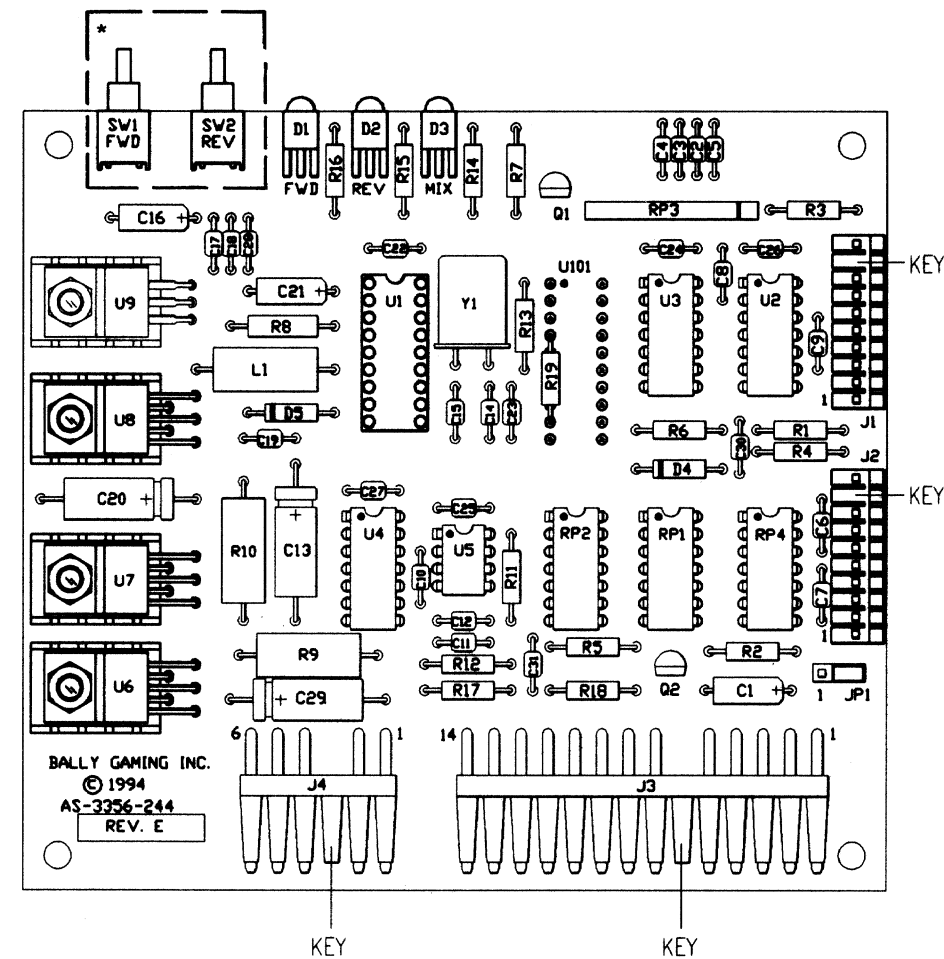 *
SW1 SW2 D1 D2 D3
FWD REV
R16 R15 R14 R7 C4 C3 C2 C5
FWD REV MIX
Q1 RP3 R3
C16
C17 C18 C28
C22 U101 C24 C26
KEY
U9 C21 U1 Y1 U3 C8 U2
R13
R8 C9
L1 R19
1
U8 D5 C15 C14 C23 J1
C19 R6 C30 R1
R4 J2
D4
C20 C27 KEY
C25
R10 C13 U4 U5 RP2 RP1 RP4 C6
U7 C10 R11 C7
C12
C11 1
R9 R12 C31 R5 R2
U6 C29 R17 R18 Q2 C1 1 JP1
6 1 14 1
BALLY GAMING INC.
© 1994
AS-3356-244
REV. E
J4 J3
KEY KEY